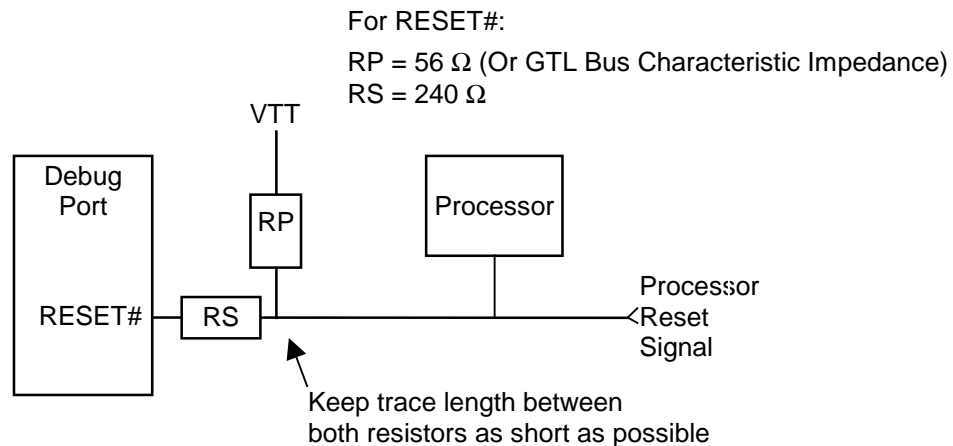 For RESET#:
RP = 56 Ω (Or GTL Bus Characteristic Impedance)
RS = 240 Ω
VTT
Debug
Port
RP
Processor
RESET#
RS
Processor
Reset
Signal
Keep trace length between
both resistors as short as possible